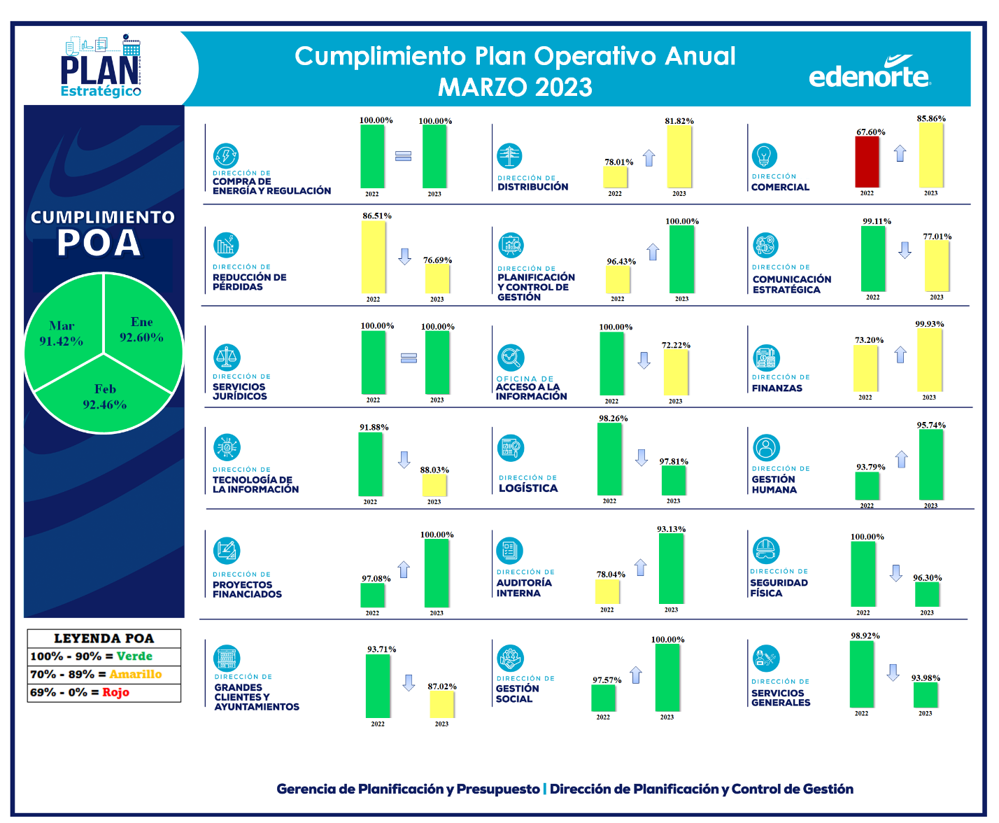 PLAN
Estratégico
Cumplimiento Plan Operativo Anual
MARZO 2023
edenorte
CUMPLIMIENTO
POA
Mar
91.42%
Ene
92.60%
Feb
92.46%
LEYENDA POA
100% - 90% = Verde
70% - 89% = Amarillo
69% - 0% = Rojo
DIRECCIÓN DE
COMPRA DE
ENERGÍA Y REGULACIÓN
100.00%
100.00%
2022
2023
DIRECCIÓN DE
DISTRIBUCIÓN
78.01%
81.82%
2022
2023
DIRECCIÓN
COMERCIAL
67.60%
85.86%
2022
2023
DIRECCIÓN DE
REDUCCIÓN DE
PÉRDIDAS
86.51%
76.69%
2022
2023
DIRECCIÓN DE
PLANIFICACIÓN
Y CONTROL DE
GESTIÓN
96.43%
100.00%
2022
2023
DIRECCIÓN DE
COMUNICACIÓN
ESTRATÉGICA
99.11%
77.01%
2022
2023
DIRECCIÓN DE
SERVICIOS
JURÍDICOS
100.00%
100.00%
2022
2023
OFICINA DE
ACCESO A LA
INFORMACIÓN
100.00%
72.22%
2022
2023
DIRECCIÓN DE
FINANZAS
73.20%
99.93%
2022
2023
DIRECCIÓN DE
TECNOLOGÍA DE
LA INFORMACIÓN
91.88%
88.03%
2022
2023
DIRECCIÓN DE
LOGÍSTICA
98.26%
97.81%
2022
2023
DIRECCIÓN DE
GESTIÓN
HUMANA
93.79%
95.74%
2022
2023
DIRECCIÓN DE
PROYECTOS
FINANCIADOS
97.08%
100.00%
2022
2023
DIRECCIÓN DE
AUDITORÍA
INTERNA
78.04%
93.13%
2022
2023
DIRECCIÓN DE
SEGURIDAD
FÍSICA
100.00%
96.30%
2022
2023
DIRECCIÓN DE
GRANDES
CLIENTES Y
AYUNTAMIENTOS
93.71%
87.02%
2022
2023
DIRECCIÓN DE
GESTIÓN
SOCIAL
97.57%
100.00%
2022
2023
DIRECCIÓN DE
SERVICIOS
GENERALES
98.92%
93.98%
2022
2023
Gerencia de Planificación y Presupuesto | Dirección de Planificación y Control de Gestión